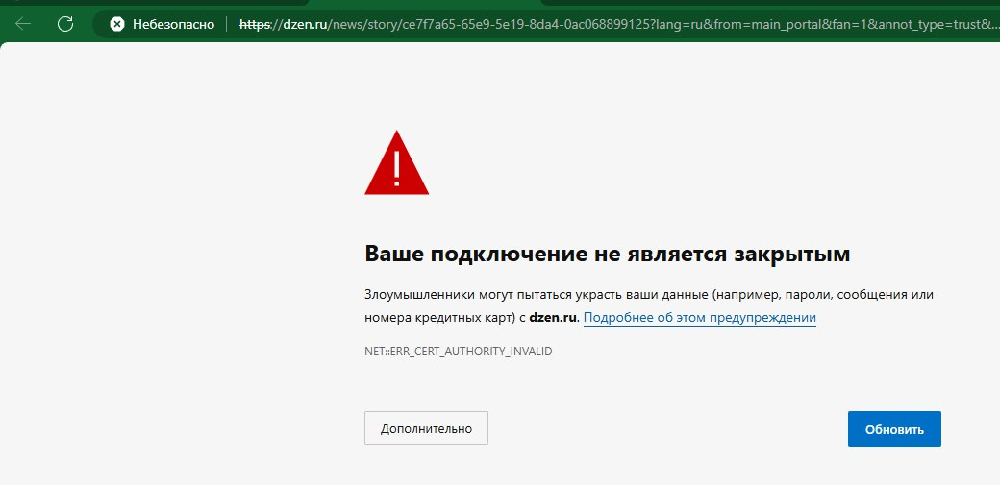 Небезопасно https://dzen.ru/news/story/ce7f7a65-65e9-5e19-8da4-0ac068899125?lang=ru&from=main_portal&fan=1&annot_type=trust&...
Ваше подключение не является закрытым
Злоумышленники могут пытаться украсть ваши данные (например, пароли, сообщения или
номера кредитных карт) с dzen.ru. Подробнее об этом предупреждении
NET::ERR_CERT_AUTHORITY_INVALID
Дополнительно
Обновить